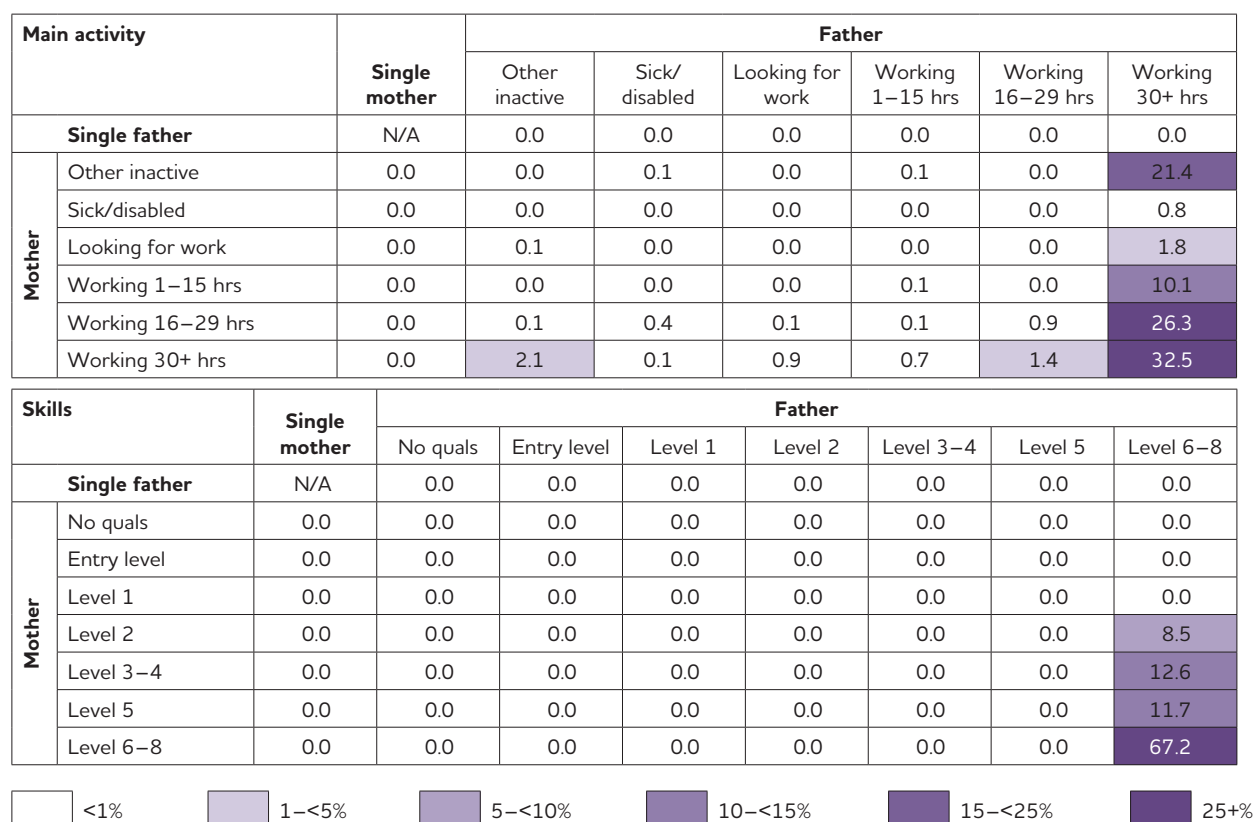 Main activity Single mother Father
Other inactive Sick/ disabled Looking for work Working 1–15 hrs Working 16–29 hrs Working 30+ hrs
Single father N/A 0.0 0.0 0.0 0.0 0.0 0.0
Mother
Other inactive 0.0 0.0 0.1 0.0 0.1 0.0 21.4
Sick/disabled 0.0 0.0 0.0 0.0 0.0 0.0 0.8
Looking for work 0.0 0.1 0.0 0.0 0.0 0.0 1.8
Working 1–15 hrs 0.0 0.0 0.0 0.0 0.1 0.0 10.1
Working 16–29 hrs 0.0 0.1 0.4 0.1 0.1 0.9 26.3
Working 30+ hrs 0.0 2.1 0.1 0.9 0.7 1.4 32.5
Skills Single mother Father
No quals Entry level Level 1 Level 2 Level 3–4 Level 5 Level 6–8
Single father N/A 0.0 0.0 0.0 0.0 0.0 0.0 0.0
Mother
No quals 0.0 0.0 0.0 0.0 0.0 0.0 0.0 0.0
Entry level 0.0 0.0 0.0 0.0 0.0 0.0 0.0 0.0
Level 1 0.0 0.0 0.0 0.0 0.0 0.0 0.0 0.0
Level 2 0.0 0.0 0.0 0.0 0.0 0.0 0.0 8.5
Level 3–4 0.0 0.0 0.0 0.0 0.0 0.0 0.0 12.6
Level 5 0.0 0.0 0.0 0.0 0.0 0.0 0.0 11.7
Level 6–8 0.0 0.0 0.0 0.0 0.0 0.0 0.0 67.2
<1% 1–<5% 5–<10% 10–<15% 15–<25% 25+%